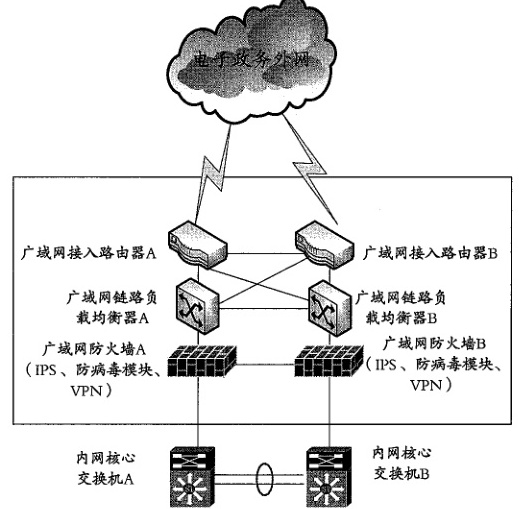 电子政务外网
广域网接入路由器A
广域网接入路由器B
广域网链路负
载均衡器A
广域网链路负
载均衡器B
广域网防火墙A
（IPS、防病毒模块、
VPN）
广域网防火墙B
（IPS、防病毒模块、
VPN）
内网核心
交换机A
内网核心
交换机B